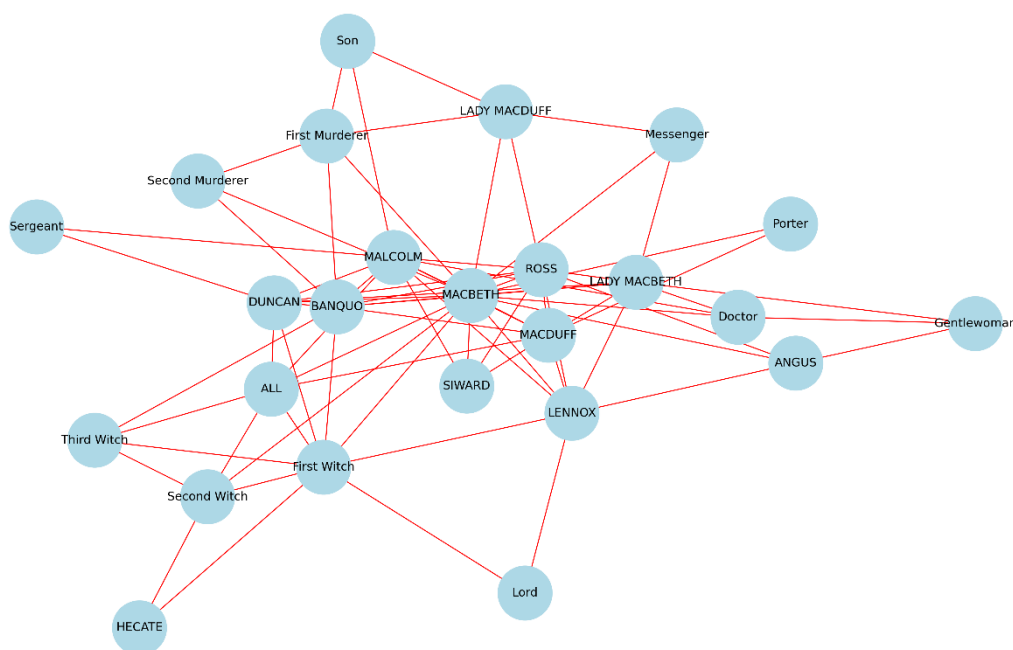 Son
LADY MACDUFF
First Murderer
Messenger
Second Murderer
Sergeant
Porter
MALCOLM
ROSS
LADY MACBETH
MACBETH
DUNCAN
BANQUO
Doctor
Gentlewoman
MACDUFF
ANGUS
ALL
SIWARD
LENNOX
Third Witch
First Witch
Second Witch
Lord
HECATE